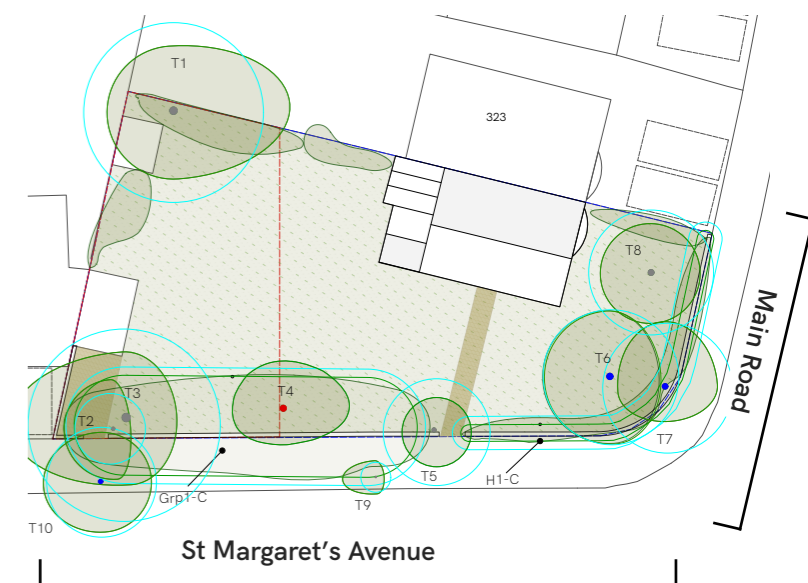 T1
323
T8
Main Road
T6
T3
T4
T2
T7
T5
H1-C
Grp1-C
T9
T10
St Margaret's Avenue